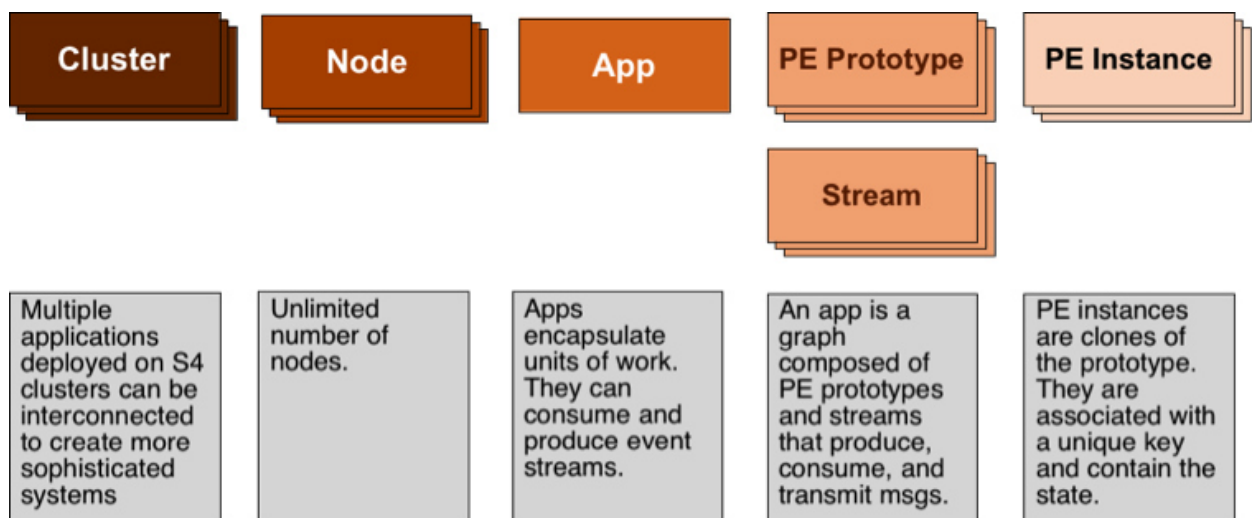 Cluster
Node
App
PE Prototype
PE Instance
Stream
Multiple
applications
deployed on S4
clusters can be
interconnected
to create more
sophisticated
systems
Unlimited
number of
nodes.
Apps
encapsulate
units of work.
They can
consume and
produce event
streams.
An app is a
graph
composed of
PE prototypes
and streams
that produce,
consume, and
transmit msgs.
PE instances
are clones of
the prototype.
They are
associated with
a unique key
and contain the
state.